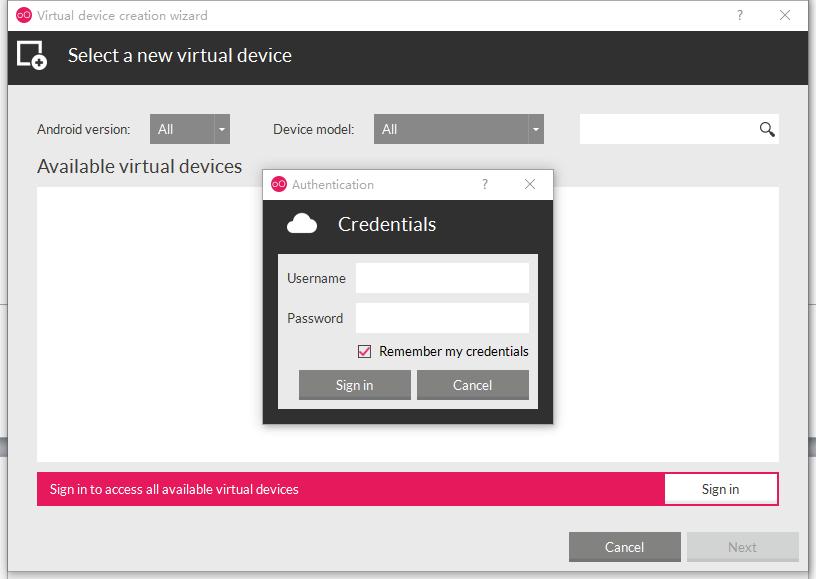 Virtual device creation wizard
Select a new virtual device
Android version: All Device model: All
Available virtual devices
Authentication
Credentials
Username
Password
Remember my credentials
Sign in Cancel
Sign in to access all available virtual devices Sign in
Cancel Next